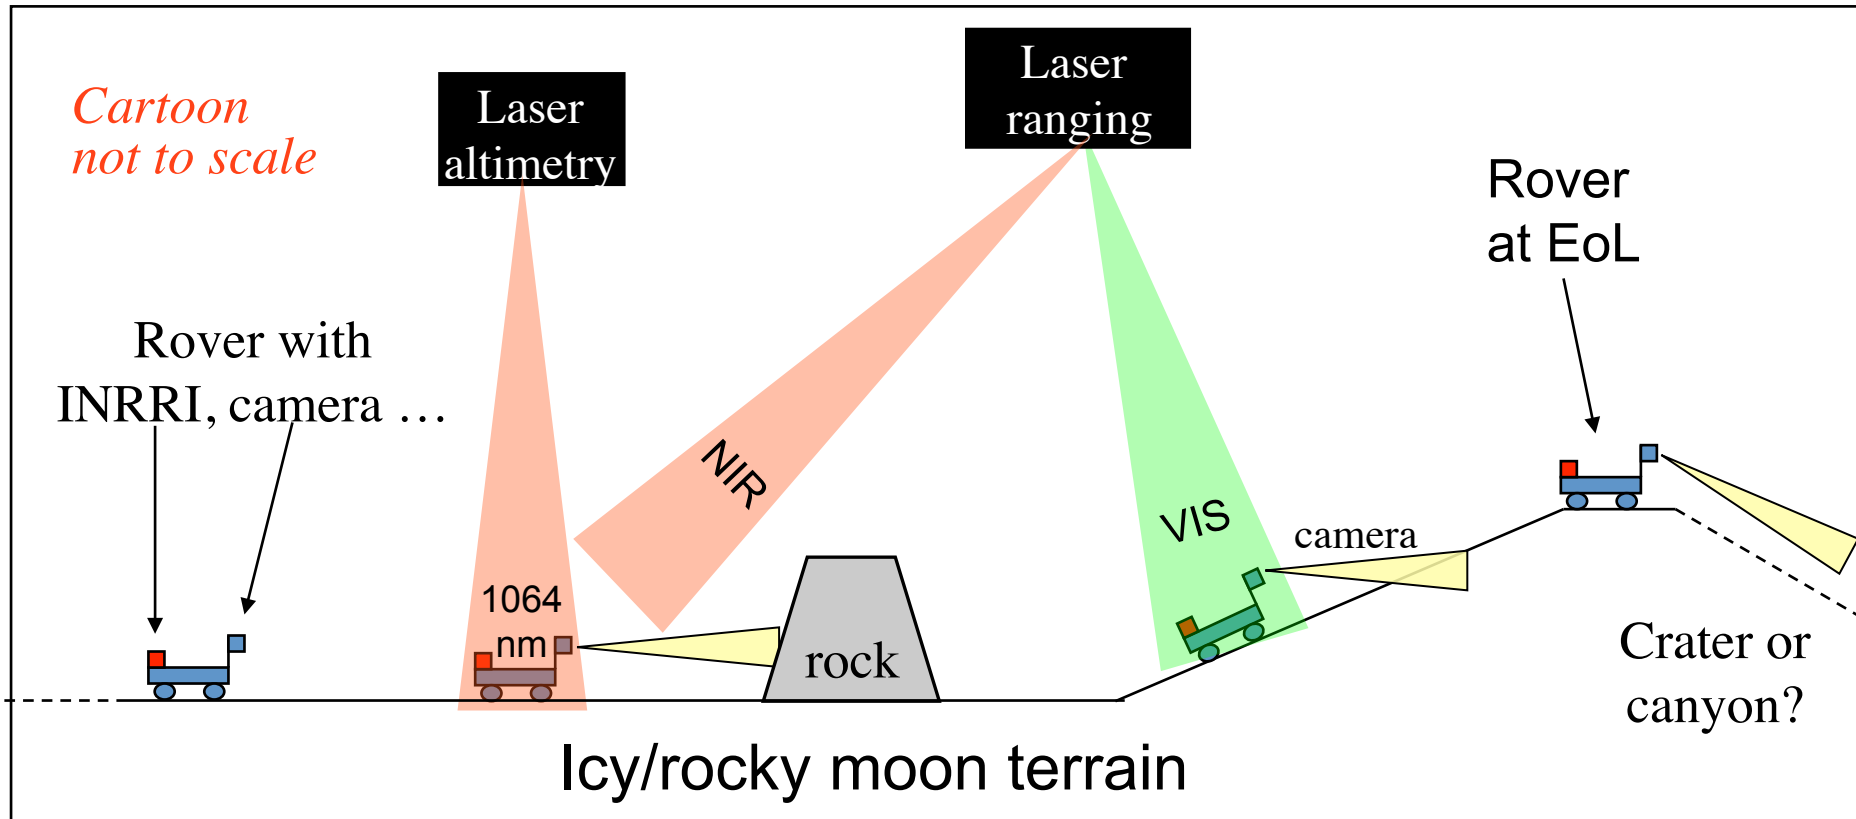 Cartoon
not to scale
Laser
altimetry
Laser
ranging
Rover
at EoL
Rover with
INRRI, camera …
NIR
VIS
camera
1064
nm
rock
Crater or
canyon?
Icy/rocky moon terrain